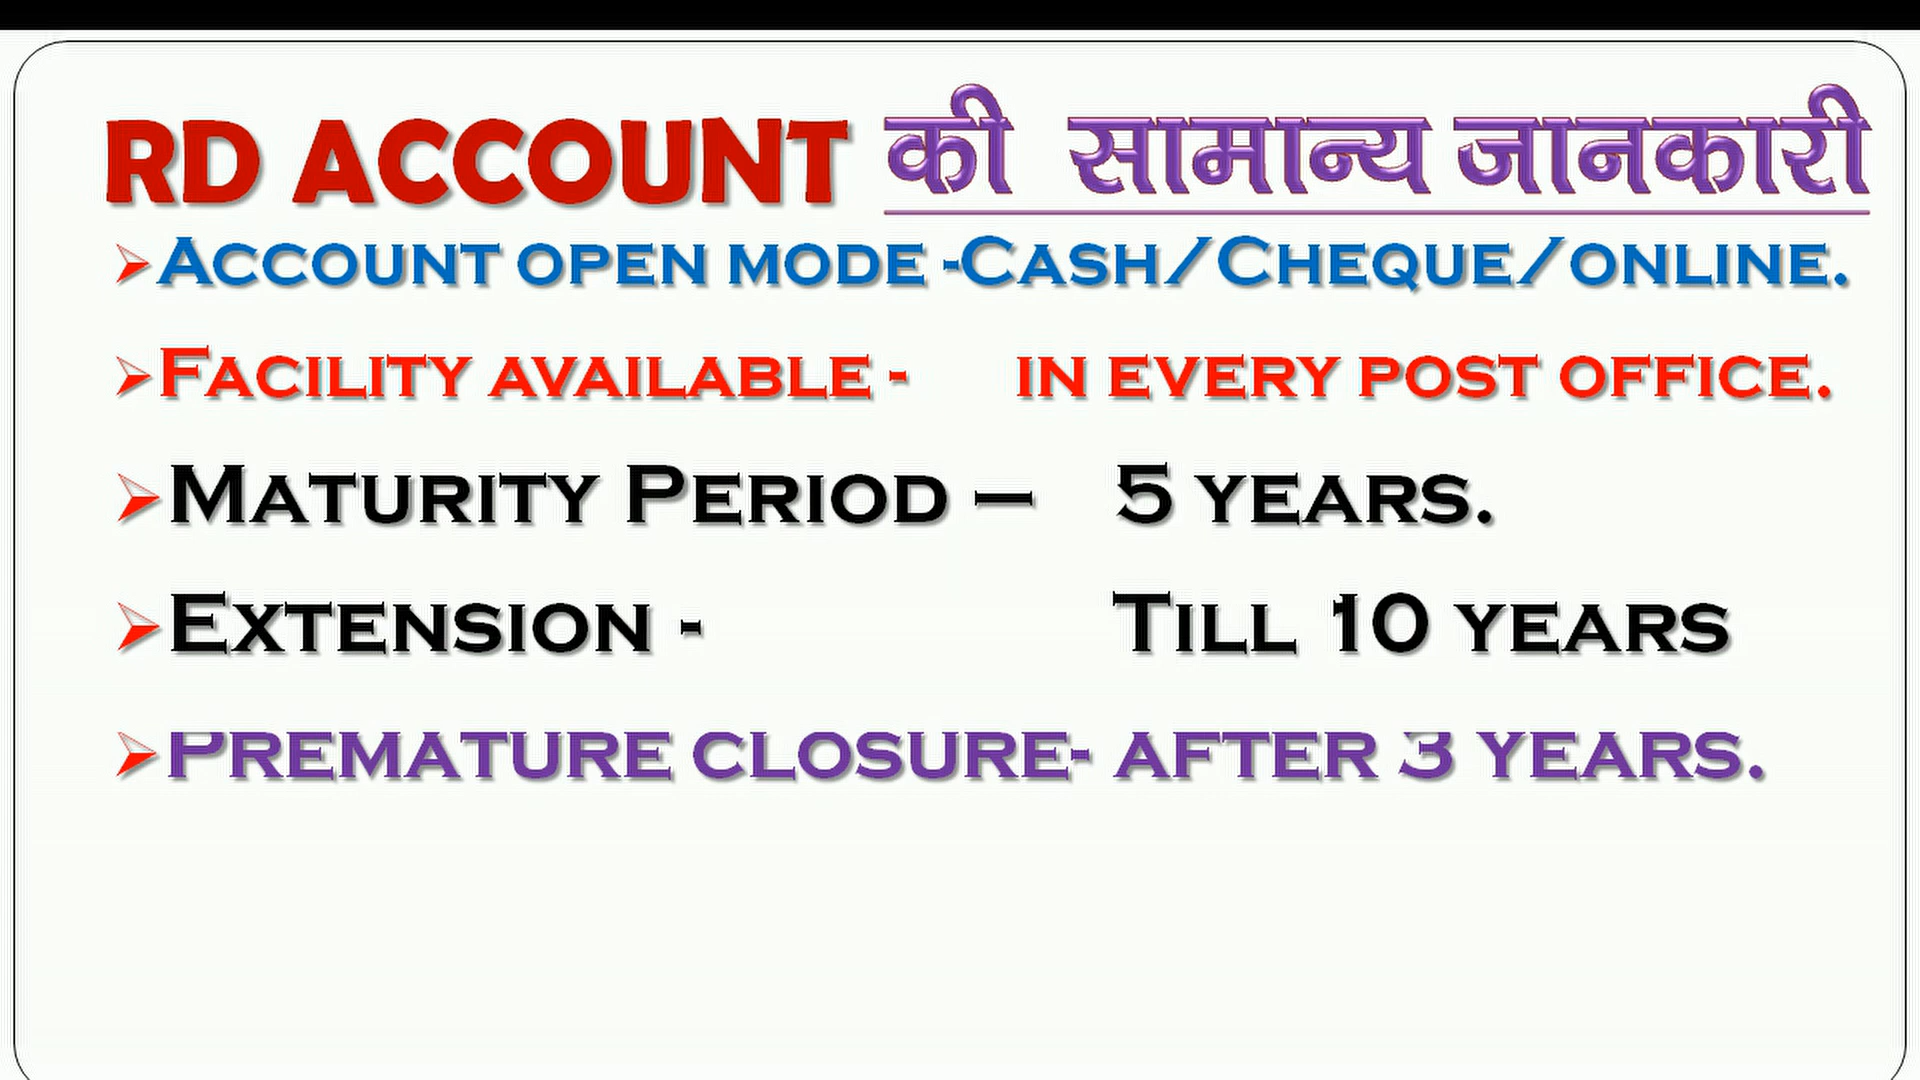 RD ACCOUNT की सामान्य जानकारी
ACCOUNT OPEN MODE -CASH/CHEQUE/ONLINE.
FACILITY AVAILABLE - IN EVERY POST OFFICE.
MATURITY PERIOD – 5 YEARS.
EXTENSION - TILL 10 YEARS
PREMATURE CLOSURE- AFTER 3 YEARS.